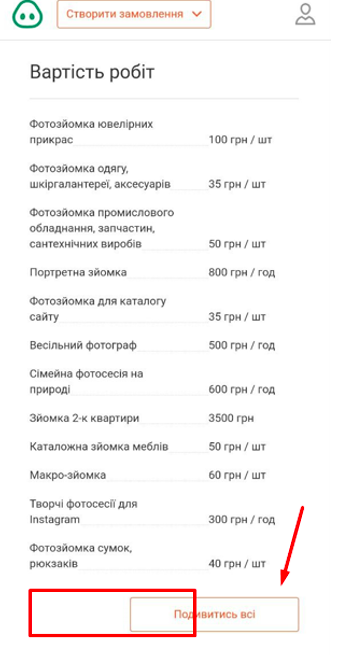 Створити замовлення
Вартість робіт
Фотозйомка ювелірних
прикрас 100 грн / шт
Фотозйомка одягу,
шкіргалантереї, аксесуарів 35 грн / шт
Фотозйомка промислового
обладнання, запчастин,
сантехнічних виробів 50 грн / шт
Портретна зйомка 800 грн / год
Фотозйомка для каталогу
сайту 35 грн / шт
Весільний фотограф 500 грн / год
Сімейна фотосесія на
природі 600 грн / год
Зйомка 2-к квартири 3500 грн
Каталожна зйомка меблів 50 грн / шт
Макро-зйомка 60 грн / шт
Творчі фотосесії для
Instagram 300 грн / год
Фотозйомка сумок,
рюкзаків 40 грн / шт
Подивитись всі